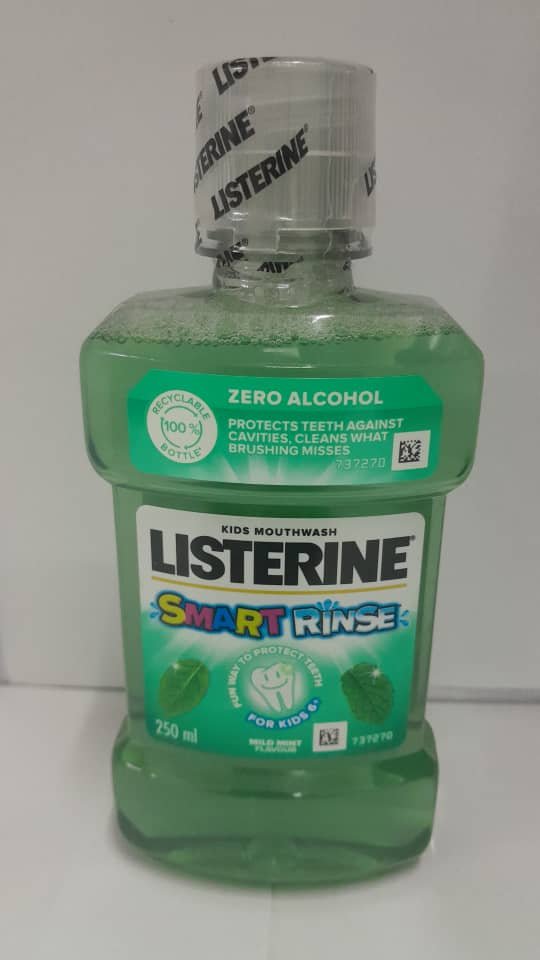 LISTERINE®
LISTERINE®
ZERO ALCOHOL
RECYCLABLE
100%
BOTTLE*
PROTECTS TEETH AGAINST
CAVITIES, CLEANS WHAT
BRUSHING MISSES
737270
KIDS MOUTHWASH
LISTERINE®
SMART RINSE
FUN WAY TO PROTECT TEETH
FOR KIDS 6+
250 ml
MILD MINT
FLAVOUR
737270